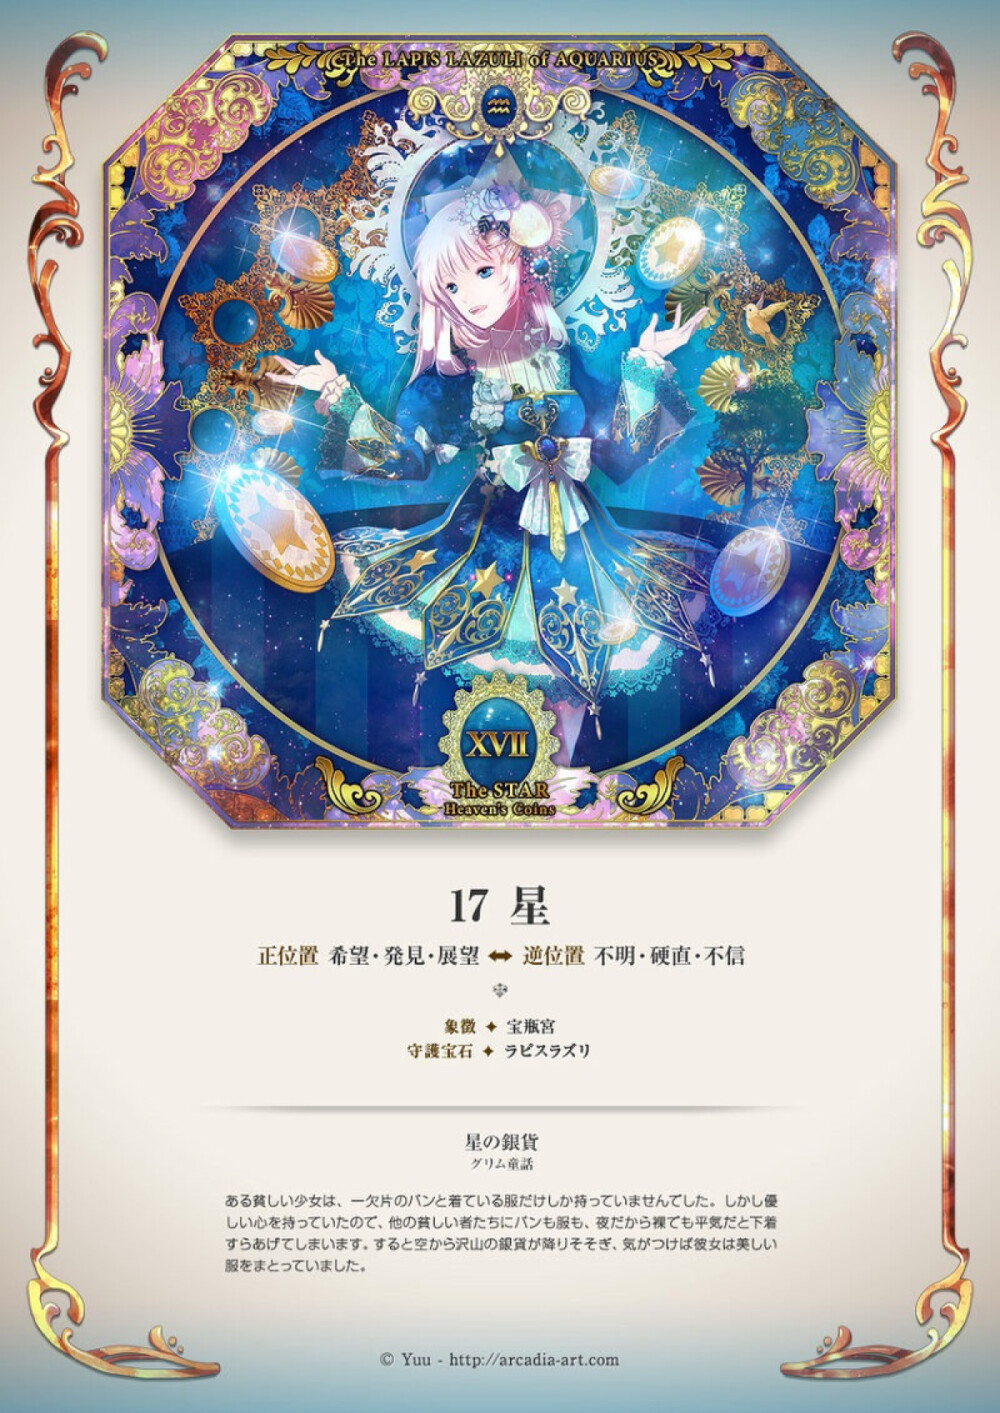 The LAPIS LAZULI of AQUARIUS
XVII
The STAR
Heaven's Coins
17 星
正位置 希望・発見・展望 ⬌ 逆位置 不明・硬直・不信
象徴 ✦ 宝瓶宮
守護宝石 ✦ ラピスラズリ
星の銀貨
グリム童話
ある貧しい少女は、一欠片のパンと着ている服だけしか持っていませんでした。しかし優
しい心を持っていたので、他の貧しい者たちにパンも服も、夜だから裸でも平気だと下着
すらあげてしまいます。すると空から沢山の銀貨が降りそそぎ、気がつけば彼女は美しい
服をまとっていました。
© Yuu - http://arcadia-art.com